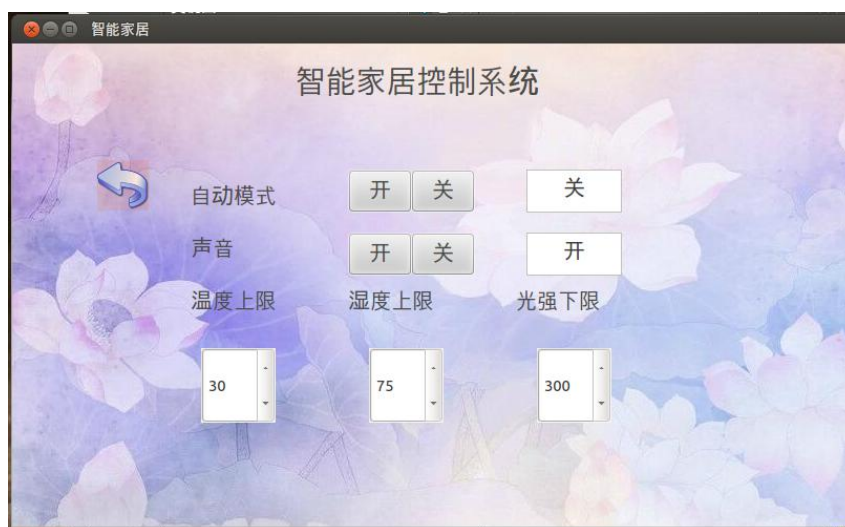 智能家居
智能家居控制系统
自动模式 开 关 关
声音 开 关 开
温度上限 湿度上限 光强下限
30 75 300